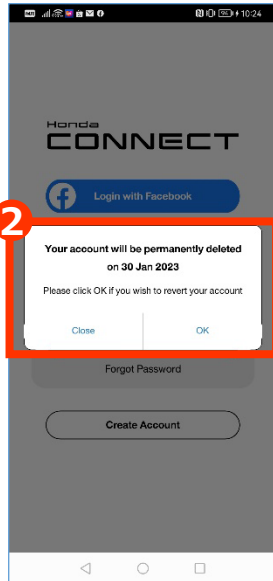 10:24
Honda
CONNECT
Login with Facebook
2
Your account will be permanently deleted
on 30 Jan 2023
Please click OK if you wish to revert your account
Close OK
Forgot Password
Create Account